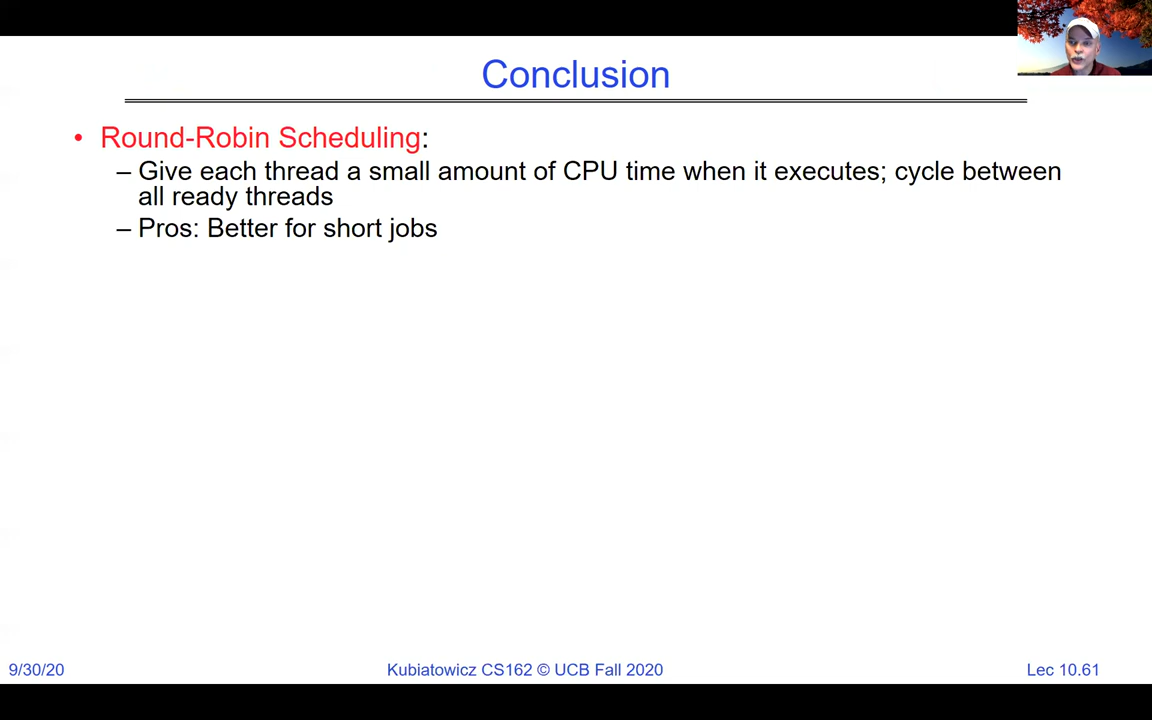 Conclusion
• Round-Robin Scheduling:
– Give each thread a small amount of CPU time when it executes; cycle between
all ready threads
– Pros: Better for short jobs
9/30/20
Kubiatowicz CS162 © UCB Fall 2020
Lec 10.61